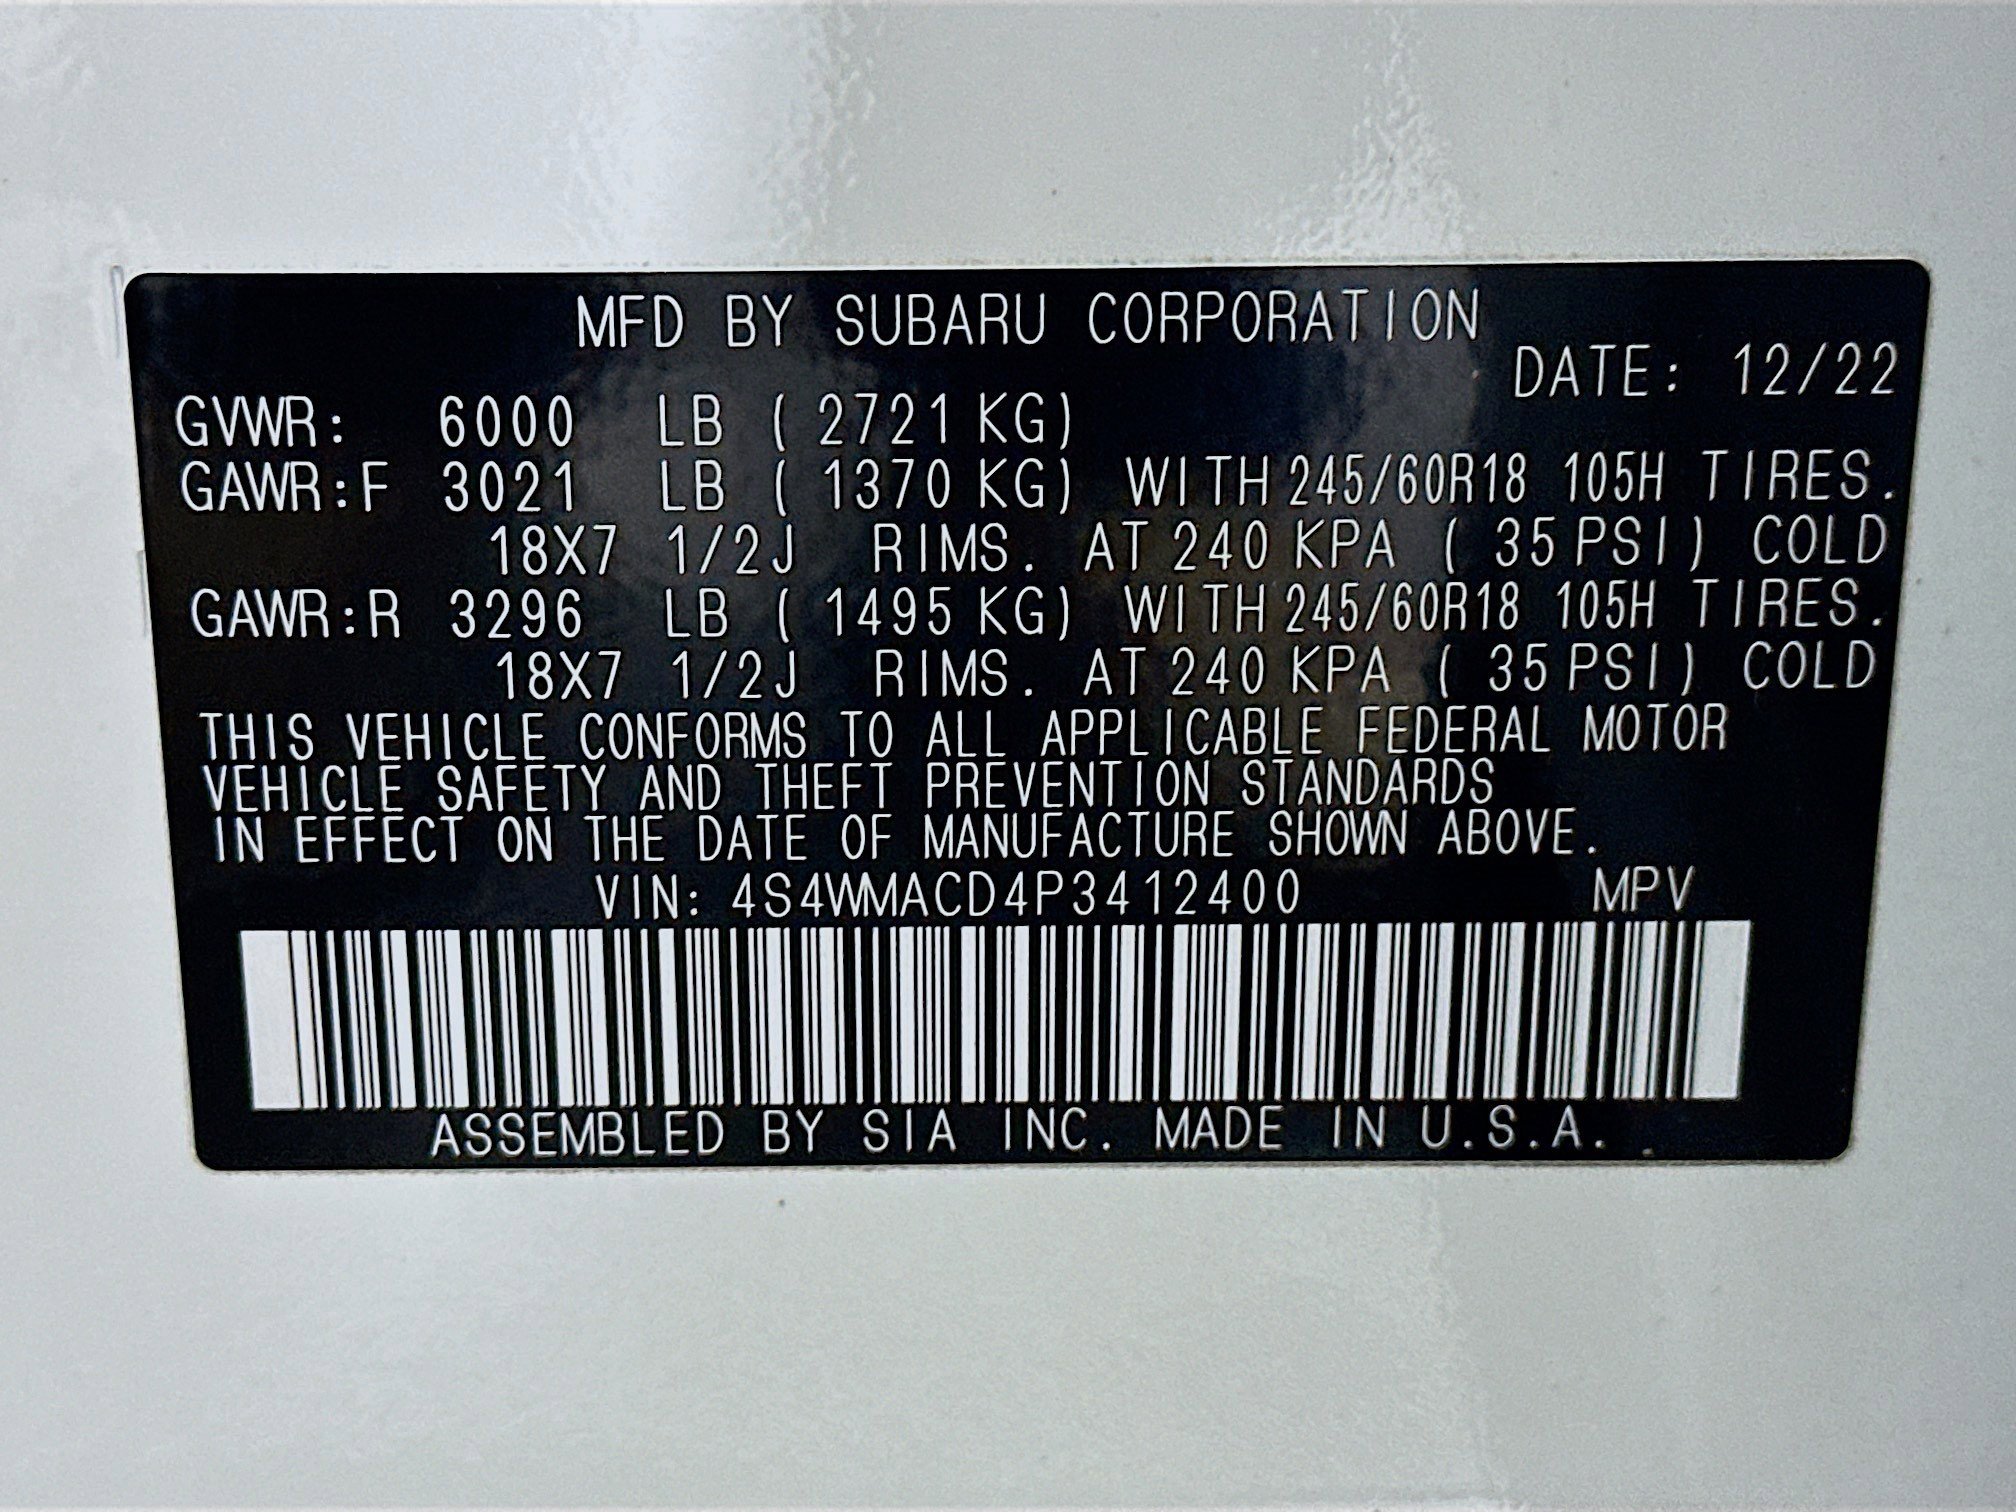 MFD BY SUBARU CORPORATION
DATE: 12/22
GVWR: 6000 LB ( 2721 KG)
GAWR:F 3021 LB ( 1370 KG) WITH 245/60R18 105H TIRES.
18X7 1/2J RIMS. AT 240 KPA ( 35 PSI) COLD
GAWR:R 3296 LB ( 1495 KG) WITH 245/60R18 105H TIRES.
18X7 1/2J RIMS. AT 240 KPA ( 35 PSI) COLD
THIS VEHICLE CONFORMS TO ALL APPLICABLE FEDERAL MOTOR
VEHICLE SAFETY AND THEFT PREVENTION STANDARDS
IN EFFECT ON THE DATE OF MANUFACTURE SHOWN ABOVE.
VIN: 4S4WMACD4P3412400 MPV
ASSEMBLED BY SIA INC. MADE IN U.S.A.